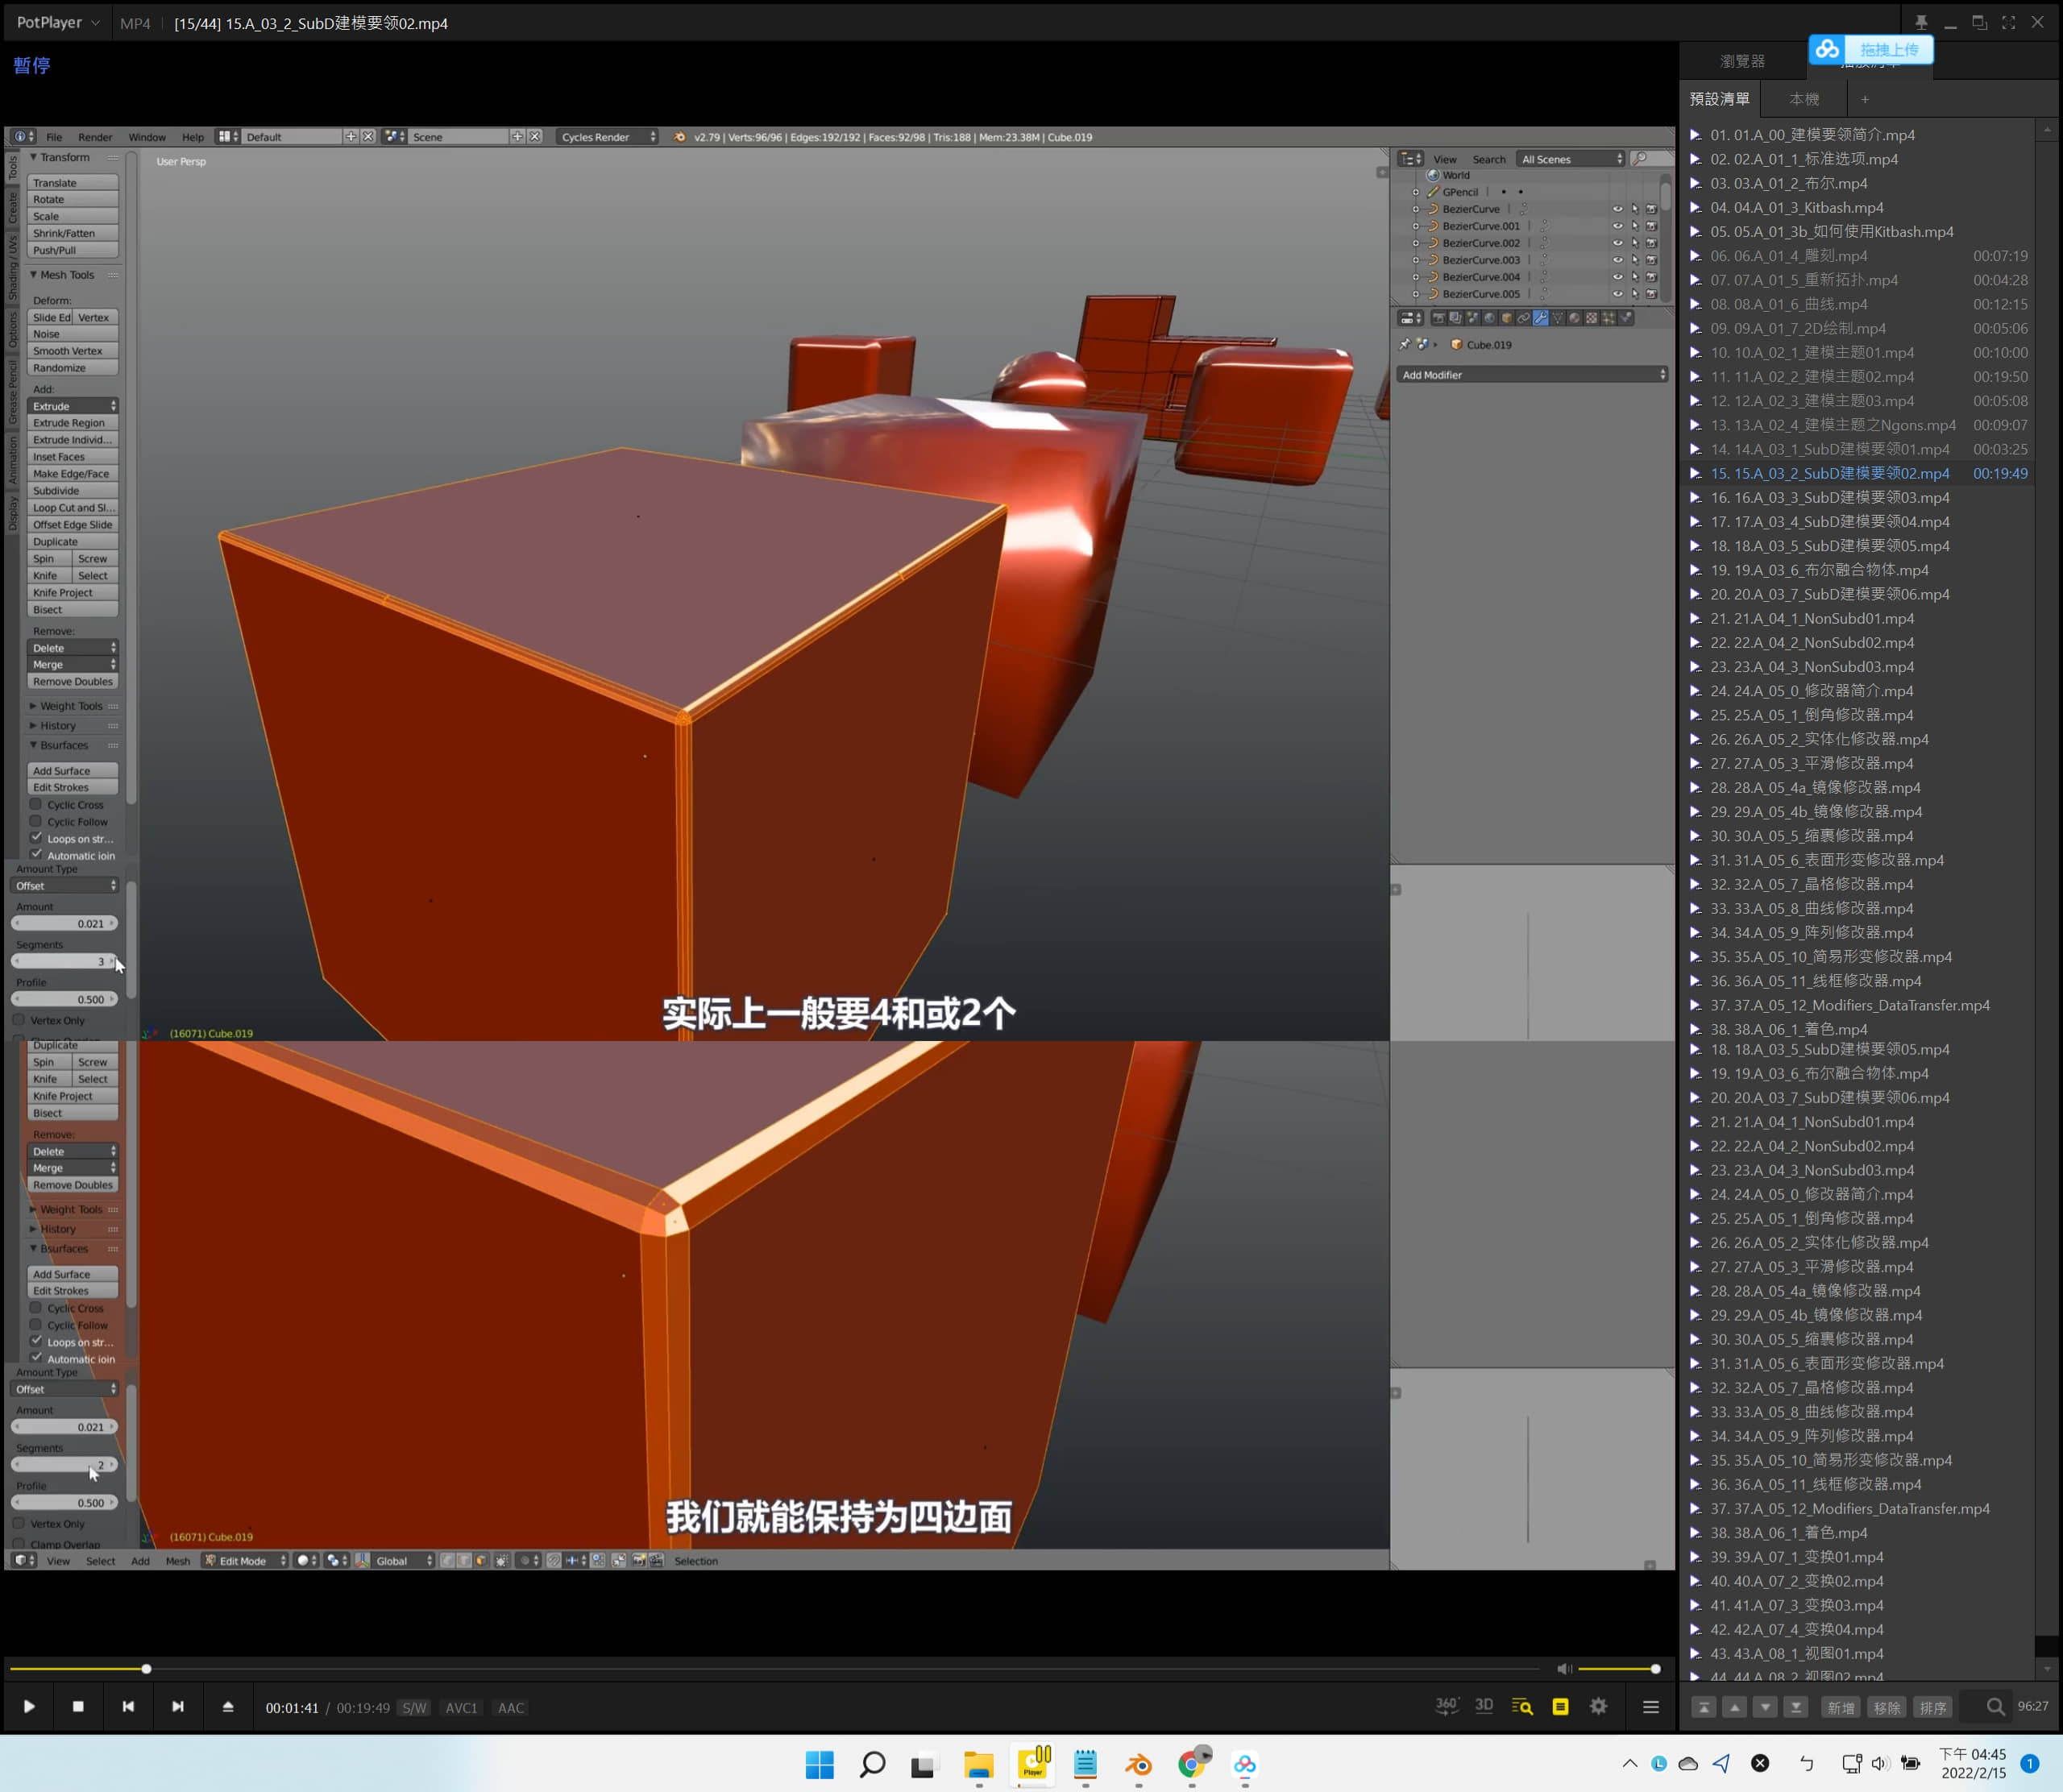 PotPlayer MP4 [15/44] 15.A_03_2_SubD建模要领02.mp4
拖拽上传
暫停
瀏覽器
預設清單 本機 +
File Render Window Help Default Scene Cycles Render v2.79 | Verts:96/96 | Edges:192/192 | Faces:92/98 | Tris:188 | Mem:23.38M | Cube.019
Tools
Create
Shading / UVs
Options
Grease Pencil
Animation
Display
Transform
Translate
Rotate
Scale
Shrink/Fatten
Push/Pull
Mesh Tools
Deform:
Slide Ed Vertex
Noise
Smooth Vertex
Randomize
Add:
Extrude
Extrude Region
Extrude Individ...
Inset Faces
Make Edge/Face
Subdivide
Loop Cut and Sl...
Offset Edge Slide
Duplicate
Spin Screw
Knife Select
Knife Project
Bisect
Remove:
Delete
Merge
Remove Doubles
Weight Tools
History
Bsurfaces
Add Surface
Edit Strokes
Cyclic Cross
Cyclic Follow
Loops on str...
Automatic join
Amount Type
Offset
Amount
0.021
Segments
3
Profile
0.500
Vertex Only
User Persp
(16071) Cube.019
实际上一般要4和或2个
View Search All Scenes
World
GPencil
BezierCurve
BezierCurve.001
BezierCurve.002
BezierCurve.003
BezierCurve.004
BezierCurve.005
Cube.019
Add Modifier
Duplicate
Spin Screw
Knife Select
Knife Project
Bisect
Remove:
Delete
Merge
Remove Doubles
Weight Tools
History
Bsurfaces
Add Surface
Edit Strokes
Cyclic Cross
Cyclic Follow
Loops on str...
Automatic join
Amount Type
Offset
Amount
0.021
Segments
2
Profile
0.500
Vertex Only
Clamp Overlap
(16071) Cube.019
我们就能保持为四边面
View Select Add Mesh Edit Mode Global Selection
01. 01.A_00_建模要领简介.mp4
02. 02.A_01_1_标准选项.mp4
03. 03.A_01_2_布尔.mp4
04. 04.A_01_3_Kitbash.mp4
05. 05.A_01_3b_如何使用Kitbash.mp4
06. 06.A_01_4_雕刻.mp4 00:07:19
07. 07.A_01_5_重新拓扑.mp4 00:04:28
08. 08.A_01_6_曲线.mp4 00:12:15
09. 09.A_01_7_2D绘制.mp4 00:05:06
10. 10.A_02_1_建模主题01.mp4 00:10:00
11. 11.A_02_2_建模主题02.mp4 00:19:50
12. 12.A_02_3_建模主题03.mp4 00:05:08
13. 13.A_02_4_建模主题之Ngons.mp4 00:09:07
14. 14.A_03_1_SubD建模要领01.mp4 00:03:25
15. 15.A_03_2_SubD建模要领02.mp4 00:19:49
16. 16.A_03_3_SubD建模要领03.mp4
17. 17.A_03_4_SubD建模要领04.mp4
18. 18.A_03_5_SubD建模要领05.mp4
19. 19.A_03_6_布尔融合物体.mp4
20. 20.A_03_7_SubD建模要领06.mp4
21. 21.A_04_1_NonSubd01.mp4
22. 22.A_04_2_NonSubd02.mp4
23. 23.A_04_3_NonSubd03.mp4
24. 24.A_05_0_修改器简介.mp4
25. 25.A_05_1_倒角修改器.mp4
26. 26.A_05_2_实体化修改器.mp4
27. 27.A_05_3_平滑修改器.mp4
28. 28.A_05_4a_镜像修改器.mp4
29. 29.A_05_4b_镜像修改器.mp4
30. 30.A_05_5_缩裹修改器.mp4
31. 31.A_05_6_表面形变修改器.mp4
32. 32.A_05_7_晶格修改器.mp4
33. 33.A_05_8_曲线修改器.mp4
34. 34.A_05_9_阵列修改器.mp4
35. 35.A_05_10_简易形变修改器.mp4
36. 36.A_05_11_线框修改器.mp4
37. 37.A_05_12_Modifiers_DataTransfer.mp4
38. 38.A_06_1_着色.mp4
18. 18.A_03_5_SubD建模要领05.mp4
19. 19.A_03_6_布尔融合物体.mp4
20. 20.A_03_7_SubD建模要领06.mp4
21. 21.A_04_1_NonSubd01.mp4
22. 22.A_04_2_NonSubd02.mp4
23. 23.A_04_3_NonSubd03.mp4
24. 24.A_05_0_修改器简介.mp4
25. 25.A_05_1_倒角修改器.mp4
26. 26.A_05_2_实体化修改器.mp4
27. 27.A_05_3_平滑修改器.mp4
28. 28.A_05_4a_镜像修改器.mp4
29. 29.A_05_4b_镜像修改器.mp4
30. 30.A_05_5_缩裹修改器.mp4
31. 31.A_05_6_表面形变修改器.mp4
32. 32.A_05_7_晶格修改器.mp4
33. 33.A_05_8_曲线修改器.mp4
34. 34.A_05_9_阵列修改器.mp4
35. 35.A_05_10_简易形变修改器.mp4
36. 36.A_05_11_线框修改器.mp4
37. 37.A_05_12_Modifiers_DataTransfer.mp4
38. 38.A_06_1_着色.mp4
39. 39.A_07_1_变换01.mp4
40. 40.A_07_2_变换02.mp4
41. 41.A_07_3_变换03.mp4
42. 42.A_07_4_变换04.mp4
43. 43.A_08_1_视图01.mp4
44. 44.A_08_2_视图02.mp4
00:01:41 / 00:19:49 S/W AVC1 AAC 360° 3D
新增 移除 排序 96:27
Player
下午 04:45
2022/2/15
1